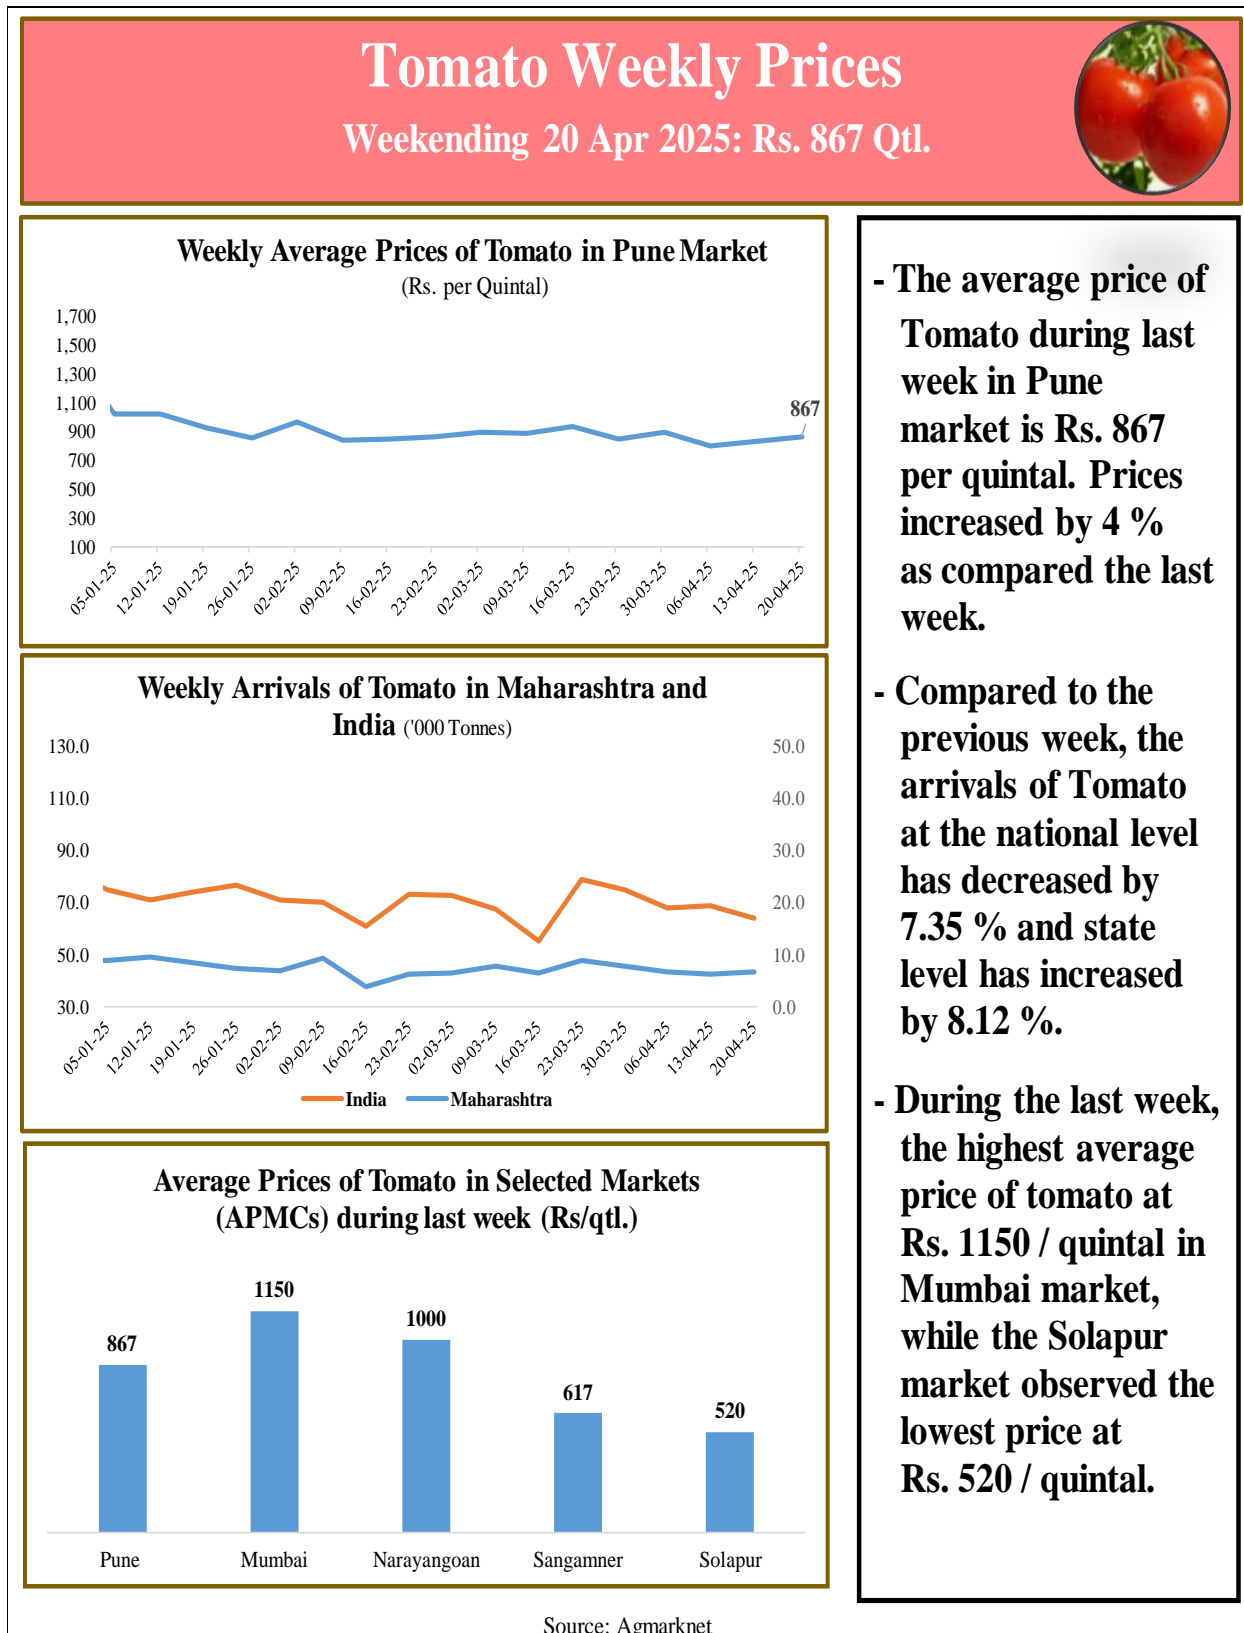 Tomato Weekly Prices
Weekending 20 Apr 2025: Rs. 867 Qtl.
Weekly Average Prices of Tomato in Pune Market
(Rs. per Quintal)
1,700
1,500
1,300
1,100
900
700
500
300
100
867
05-01-25
12-01-25
19-01-25
26-01-25
02-02-25
09-02-25
16-02-25
23-02-25
02-03-25
09-03-25
16-03-25
23-03-25
30-03-25
06-04-25
13-04-25
20-04-25
Weekly Arrivals of Tomato in Maharashtra and
India ('000 Tonnes)
130.0
110.0
90.0
70.0
50.0
30.0
50.0
40.0
30.0
20.0
10.0
0.0
05-01-25
12-01-25
19-01-25
26-01-25
02-02-25
09-02-25
16-02-25
23-02-25
02-03-25
09-03-25
16-03-25
23-03-25
30-03-25
06-04-25
13-04-25
20-04-25
India
Maharashtra
Average Prices of Tomato in Selected Markets
(APMCs) during last week (Rs/qtl.)
867
1150
1000
617
520
Pune
Mumbai
Narayangoan
Sangamner
Solapur
- The average price of
Tomato during last
week in Pune
market is Rs. 867
per quintal. Prices
increased by 4 %
as compared the last
week.
- Compared to the
previous week, the
arrivals of Tomato
at the national level
has decreased by
7.35 % and state
level has increased
by 8.12 %.
- During the last week,
the highest average
price of tomato at
Rs. 1150 / quintal in
Mumbai market,
while the Solapur
market observed the
lowest price at
Rs. 520 / quintal.
Source: Agmarknet